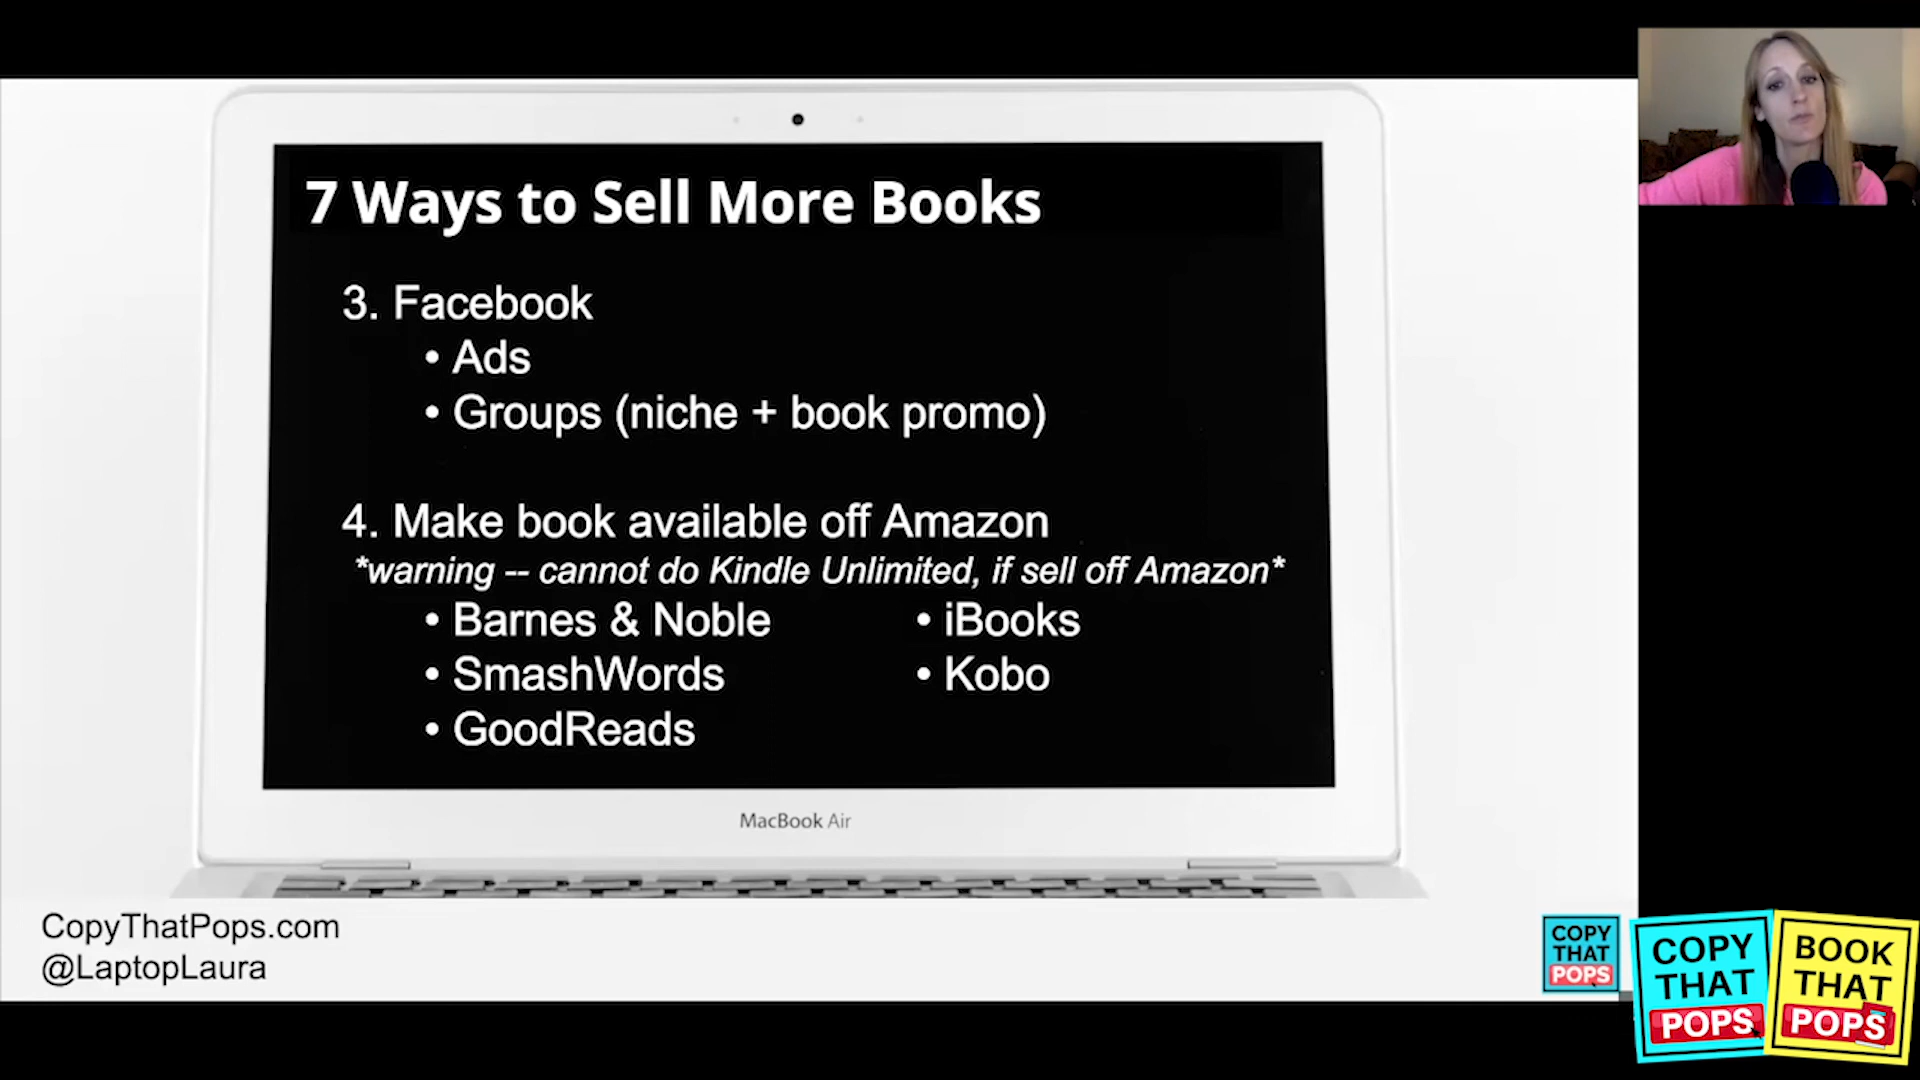 7 Ways to Sell More Books
3. Facebook
• Ads
• Groups (niche + book promo)
4. Make book available off Amazon
*warning -- cannot do Kindle Unlimited, if sell off Amazon*
• Barnes & Noble
• SmashWords
• GoodReads
• iBooks
• Kobo
MacBook Air
CopyThatPops.com
@LaptopLaura
COPY
THAT
POPS
COPY
THAT
POPS
BOOK
THAT
POPS